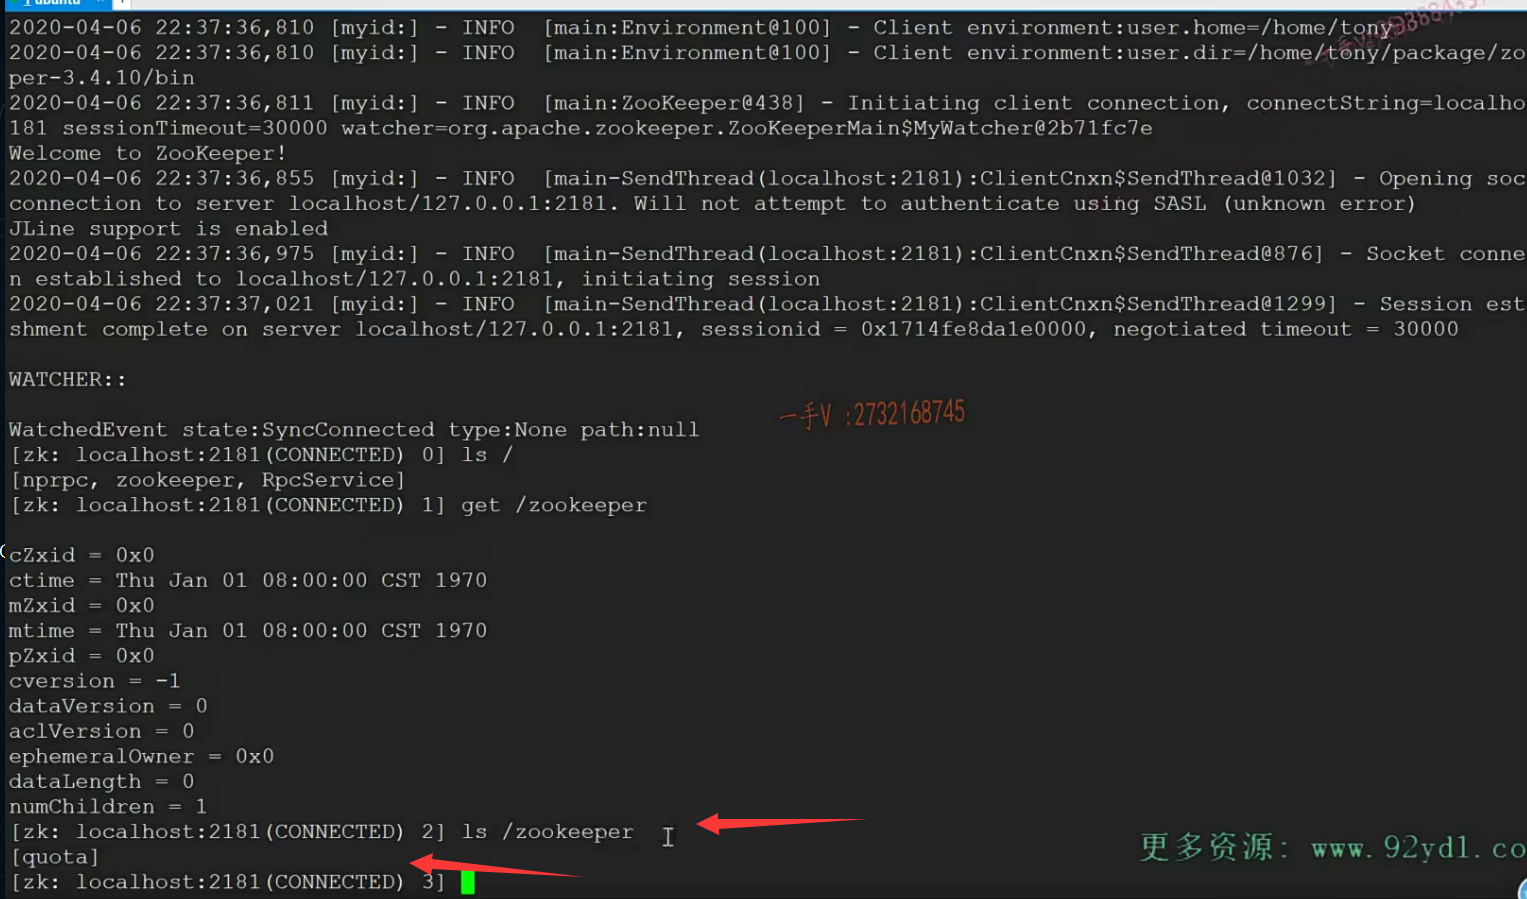 1 ubuntu
2020-04-06 22:37:36,810 [myid:] - INFO  [main:Environment@100] - Client environment:user.home=/home/tony
2020-04-06 22:37:36,810 [myid:] - INFO  [main:Environment@100] - Client environment:user.dir=/home/tony/package/zo
per-3.4.10/bin
2020-04-06 22:37:36,811 [myid:] - INFO  [main:ZooKeeper@438] - Initiating client connection, connectString=localho
181 sessionTimeout=30000 watcher=org.apache.zookeeper.ZooKeeperMain$MyWatcher@2b71fc7e
Welcome to ZooKeeper!
2020-04-06 22:37:36,855 [myid:] - INFO  [main-SendThread(localhost:2181):ClientCnxn$SendThread@1032] - Opening soc
connection to server localhost/127.0.0.1:2181. Will not attempt to authenticate using SASL (unknown error)
JLine support is enabled
2020-04-06 22:37:36,975 [myid:] - INFO  [main-SendThread(localhost:2181):ClientCnxn$SendThread@876] - Socket conne
n established to localhost/127.0.0.1:2181, initiating session
2020-04-06 22:37:37,021 [myid:] - INFO  [main-SendThread(localhost:2181):ClientCnxn$SendThread@1299] - Session est
shment complete on server localhost/127.0.0.1:2181, sessionid = 0x1714fe8da1e0000, negotiated timeout = 30000
WATCHER::
一手V :2732168745
WatchedEvent state:SyncConnected type:None path:null
[zk: localhost:2181(CONNECTED) 0] ls /
[nprpc, zookeeper, RpcService]
[zk: localhost:2181(CONNECTED) 1] get /zookeeper
cZxid = 0x0
ctime = Thu Jan 01 08:00:00 CST 1970
mZxid = 0x0
mtime = Thu Jan 01 08:00:00 CST 1970
pZxid = 0x0
cversion = -1
dataVersion = 0
aclVersion = 0
ephemeralOwner = 0x0
dataLength = 0
numChildren = 1
[zk: localhost:2181(CONNECTED) 2] ls /zookeeper
[quota]
[zk: localhost:2181(CONNECTED) 3]
更多资源: www.92ydl.co